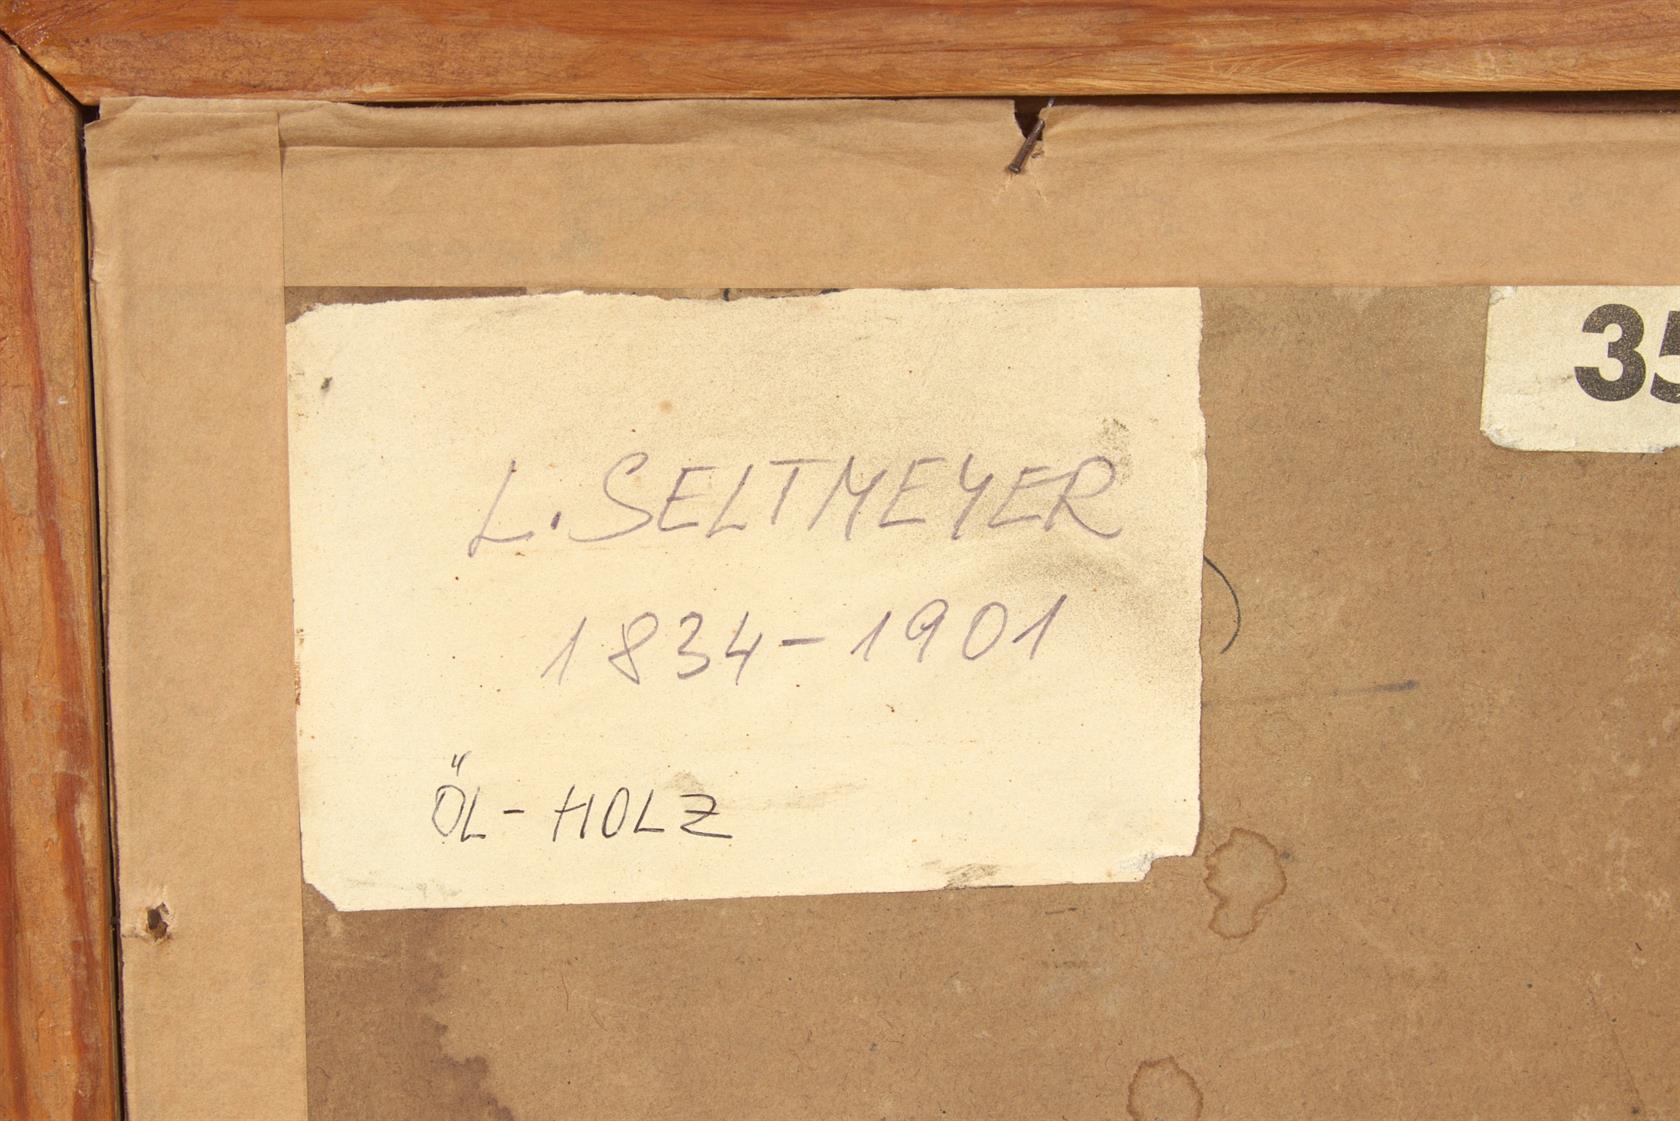 L. SELTMEYER
1834-1901
ÖL-HOLZ
35